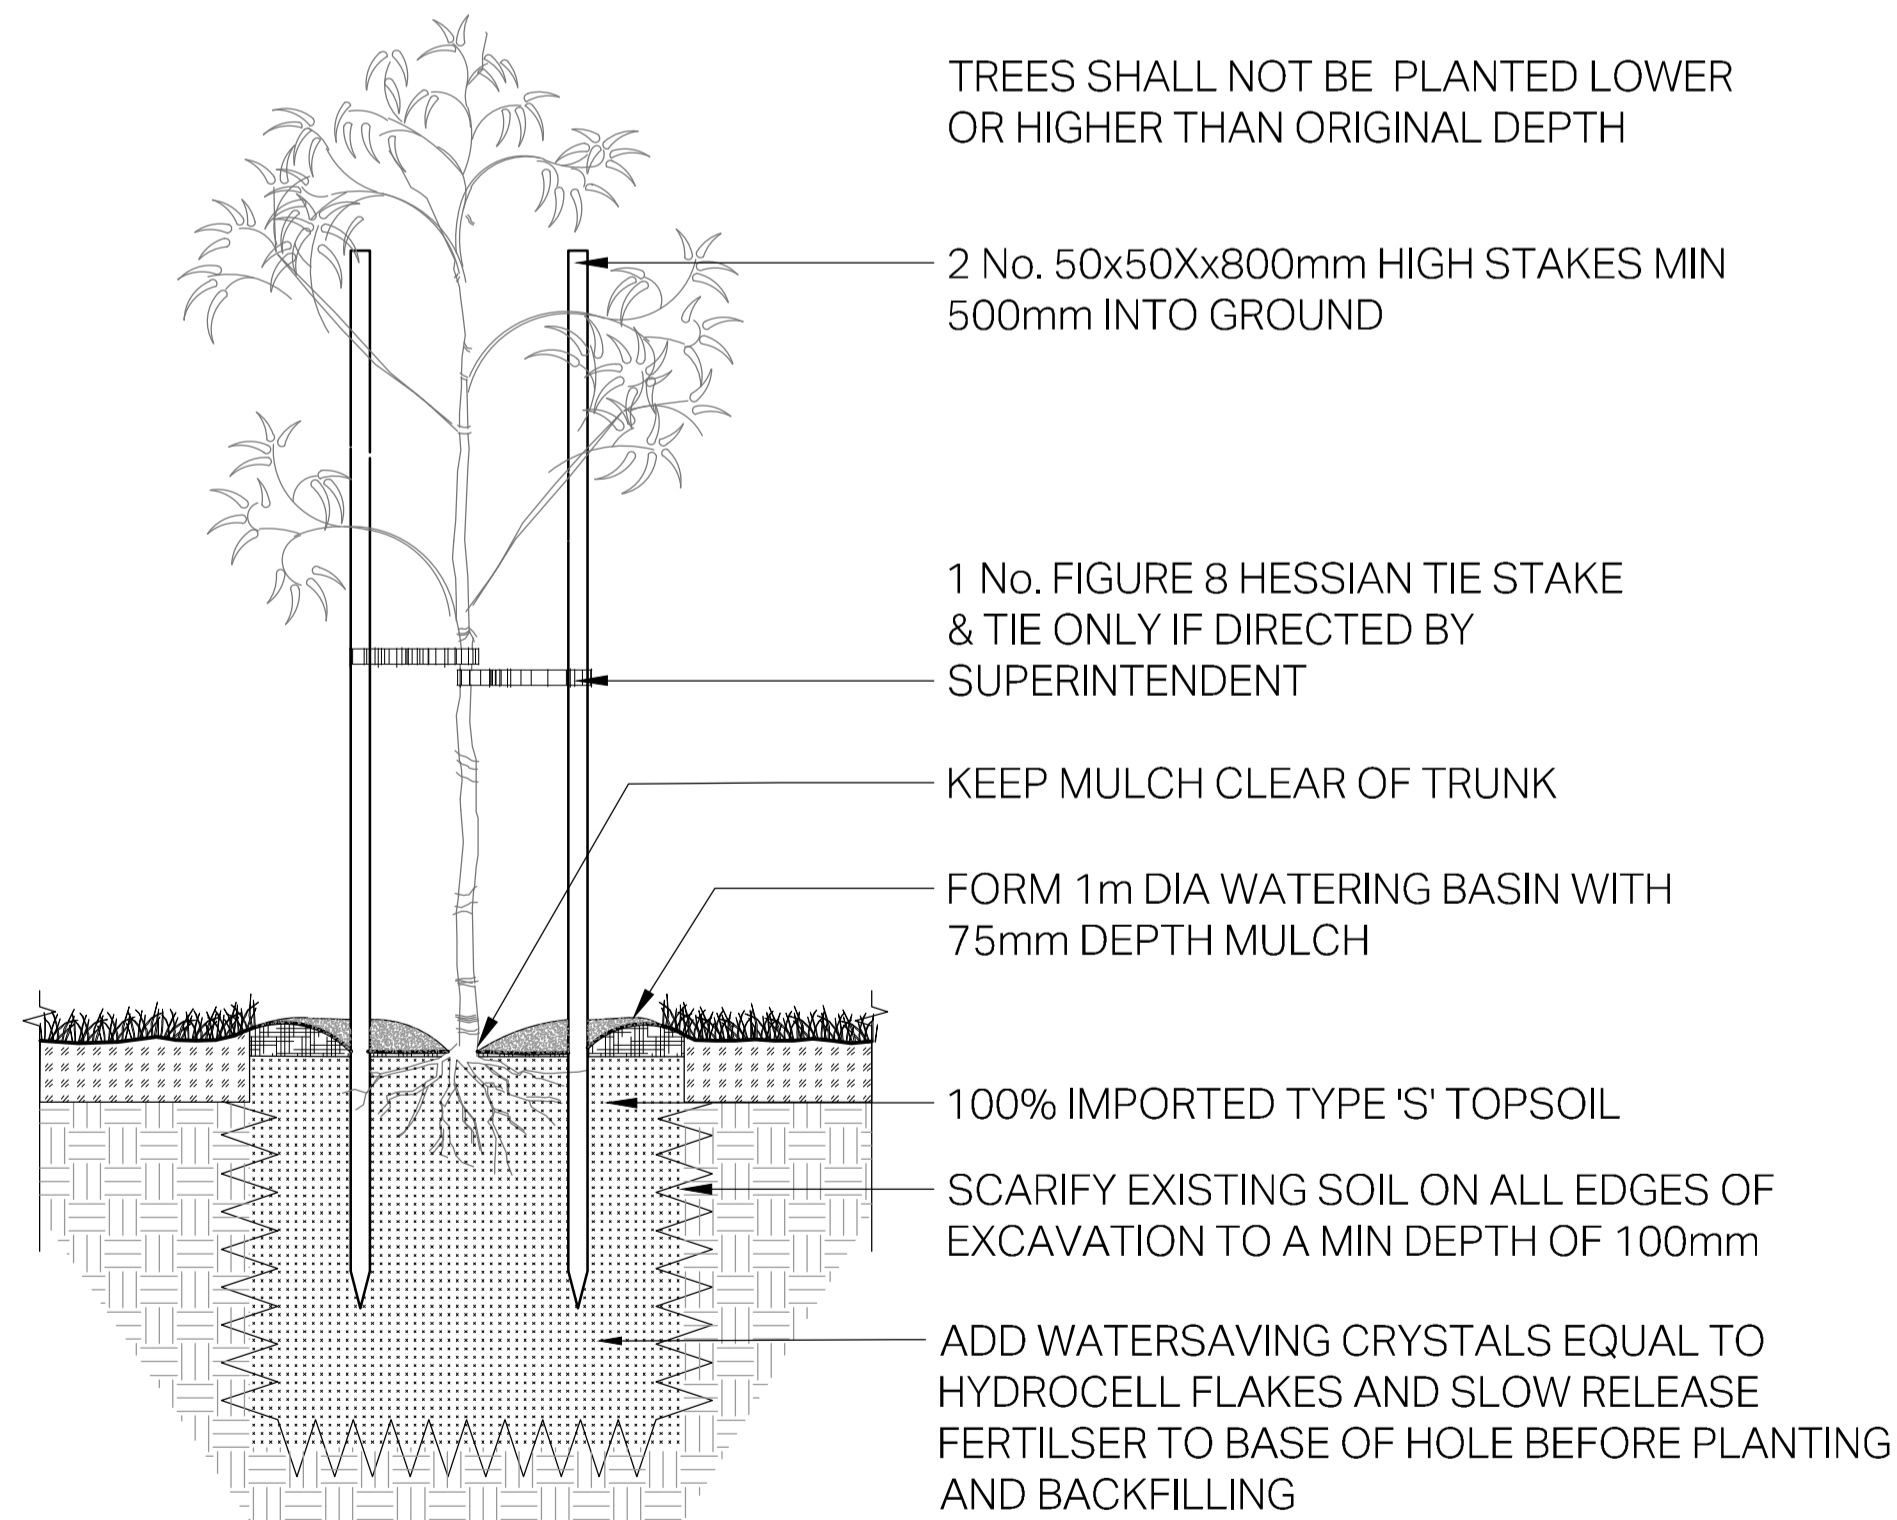 TREES SHALL NOT BE PLANTED LOWER
OR HIGHER THAN ORIGINAL DEPTH
2 No. 50x50Xx800mm HIGH STAKES MIN
500mm INTO GROUND
1 No. FIGURE 8 HESSIAN TIE STAKE
& TIE ONLY IF DIRECTED BY
SUPERINTENDENT
KEEP MULCH CLEAR OF TRUNK
FORM 1m DIA WATERING BASIN WITH
75mm DEPTH MULCH
100% IMPORTED TYPE 'S' TOPSOIL
SCARIFY EXISTING SOIL ON ALL EDGES OF
EXCAVATION TO A MIN DEPTH OF 100mm
ADD WATERSAVING CRYSTALS EQUAL TO
HYDROCELL FLAKES AND SLOW RELEASE
FERTILSER TO BASE OF HOLE BEFORE PLANTING
AND BACKFILLING